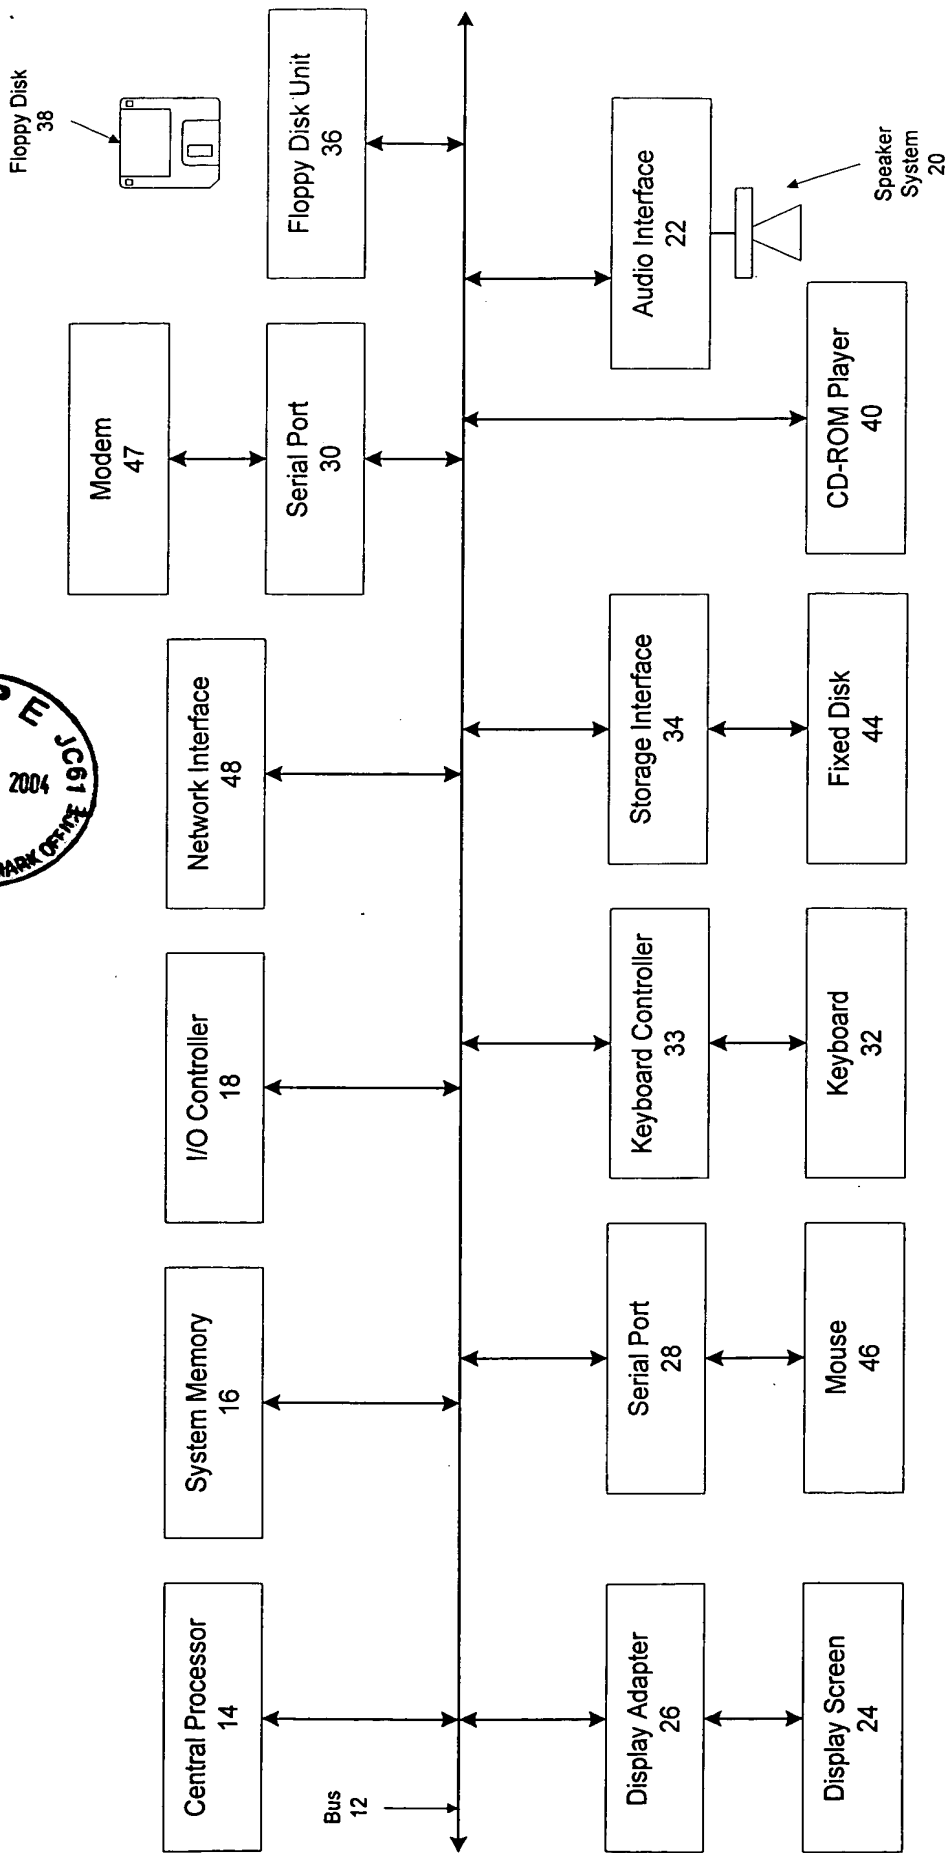 Floppy Disk
38
Modem
47
Central Processor
14
System Memory
16
I/O Controller
18
Network Interface
48
Serial Port
30
Floppy Disk Unit
36
Bus
12
Display Adapter
26
Serial Port
28
Keyboard Controller
33
Storage Interface
34
Audio Interface
22
Display Screen
24
Mouse
46
Keyboard
32
Fixed Disk
44
CD-ROM Player
40
Speaker
System
20
P E JC61
2004
MARK OFFICE